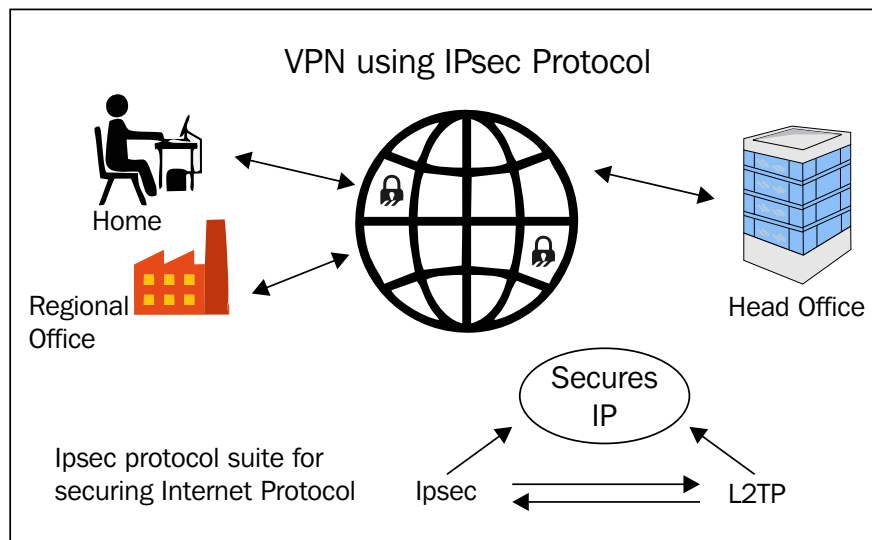 VPN using IPsec Protocol
Home
Regional
Office
Head Office
Secures
IP
Ipsec protocol suite for
securing Internet Protocol
Ipsec
L2TP